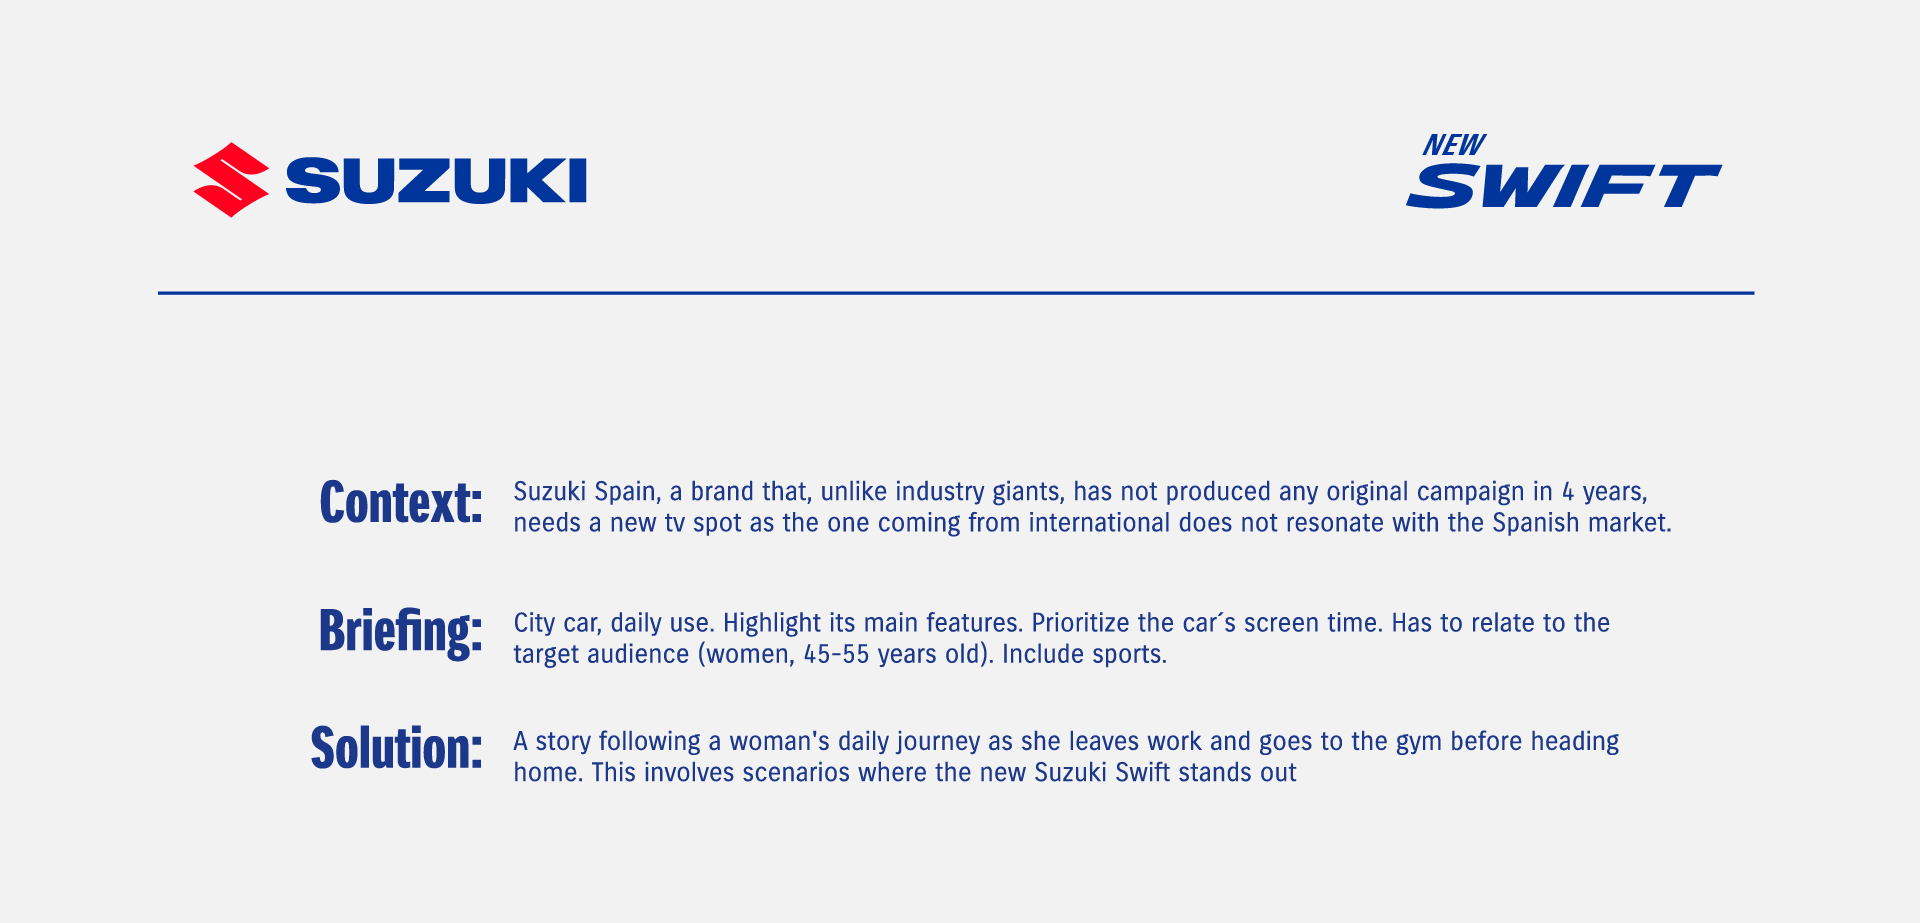 SUZUKI
NEW
SWIFT
Context:
Suzuki Spain, a brand that, unlike industry giants, has not produced any original campaign in 4 years,
needs a new tv spot as the one coming from international does not resonate with the Spanish market.
Briefing:
City car, daily use. Highlight its main features. Prioritize the car´s screen time. Has to relate to the
target audience (women, 45-55 years old). Include sports.
Solution:
A story following a woman's daily journey as she leaves work and goes to the gym before heading
home. This involves scenarios where the new Suzuki Swift stands out